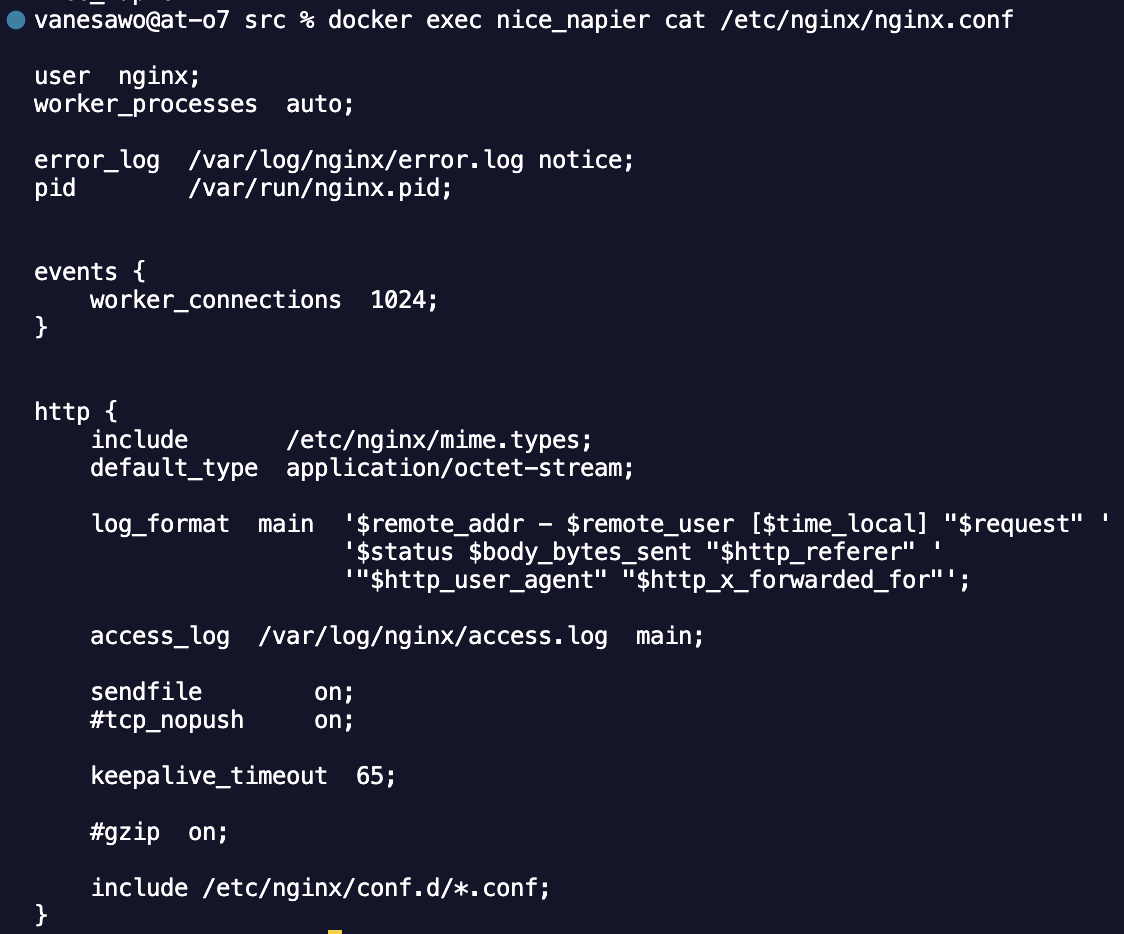 vanesawo@at-o7 src % docker exec nice_napier cat /etc/nginx/nginx.conf
user  nginx;
worker_processes  auto;
error_log  /var/log/nginx/error.log notice;
pid        /var/run/nginx.pid;
events {
    worker_connections  1024;
}
http {
    include       /etc/nginx/mime.types;
    default_type  application/octet-stream;
    log_format  main  '$remote_addr - $remote_user [$time_local] "$request" '
                      '$status $body_bytes_sent "$http_referer" '
                      '"$http_user_agent" "$http_x_forwarded_for"';
    access_log  /var/log/nginx/access.log  main;
    sendfile        on;
    #tcp_nopush     on;
    keepalive_timeout  65;
    #gzip  on;
    include /etc/nginx/conf.d/*.conf;
}